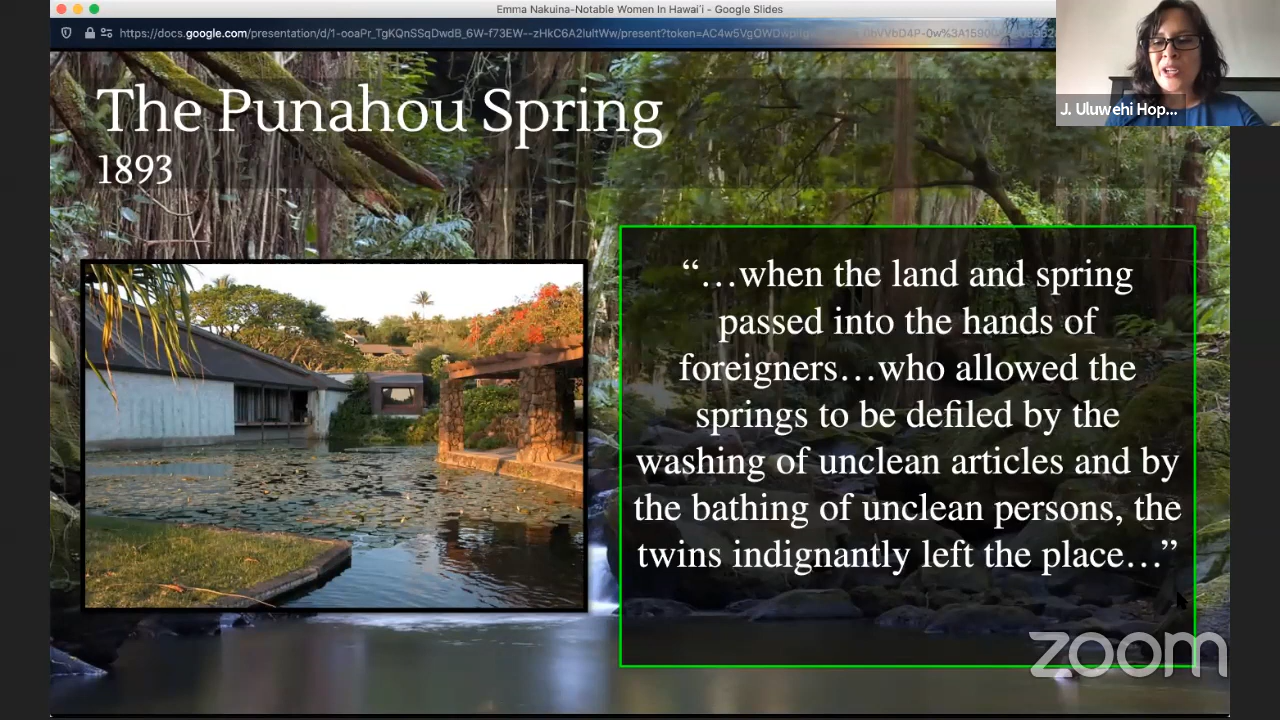 Emma Nakuina-Notable Women In Hawaiʻi - Google Slides
J. Uluwehi Hop...
The Punahou Spring
1893
“…when the land and spring
passed into the hands of
foreigners…who allowed the
springs to be defiled by the
washing of unclean articles and by
the bathing of unclean persons, the
twins indignantly left the place…”
zoom